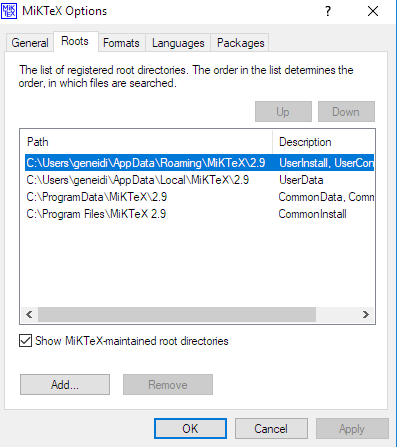 MiKTeX Options
General Roots Formats Languages Packages
The list of registered root directories. The order in the list determines the
order, in which files are searched.
Up Down
Path Description
C:\Users\geneidi\AppData\Roaming\MiKTeX\2.9 UserInstall, UserCon
C:\Users\geneidi\AppData\Local\MiKTeX\2.9 UserData
C:\ProgramData\MiKTeX\2.9 CommonData, Comm
C:\Program Files\MiKTeX 2.9 CommonInstall
Show MiKTeX-maintained root directories
Add... Remove
OK Cancel Apply